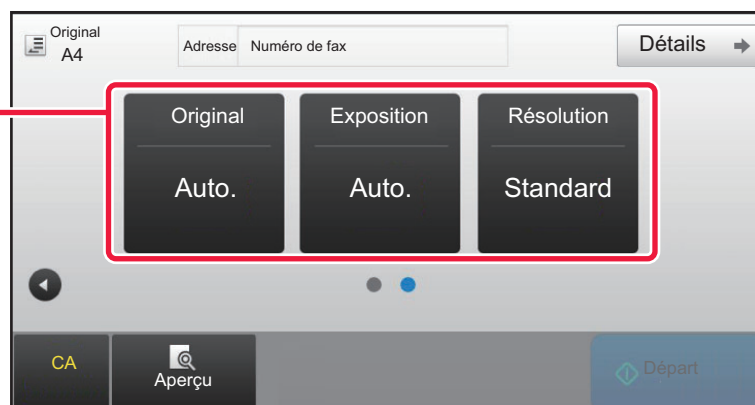 Original
A4
Adresse Numéro de fax
Détails
Original
Exposition
Résolution
Auto.
Auto.
Standard
CA
Aperçu
Départ